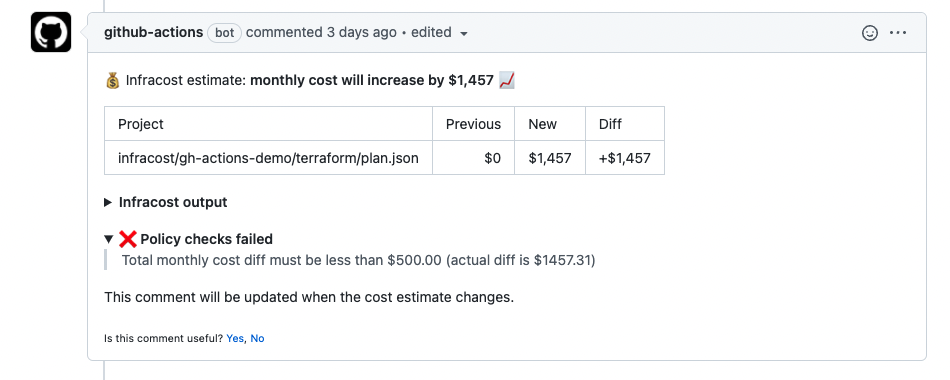 github-actions bot commented 3 days ago • edited
💰 Infracost estimate: monthly cost will increase by $1,457 📈
Project Previous New Diff
infracost/gh-actions-demo/terraform/plan.json $0 $1,457 +$1,457
▶ Infracost output
▼ ❌ Policy checks failed
Total monthly cost diff must be less than $500.00 (actual diff is $1457.31)
This comment will be updated when the cost estimate changes.
Is this comment useful? Yes, No